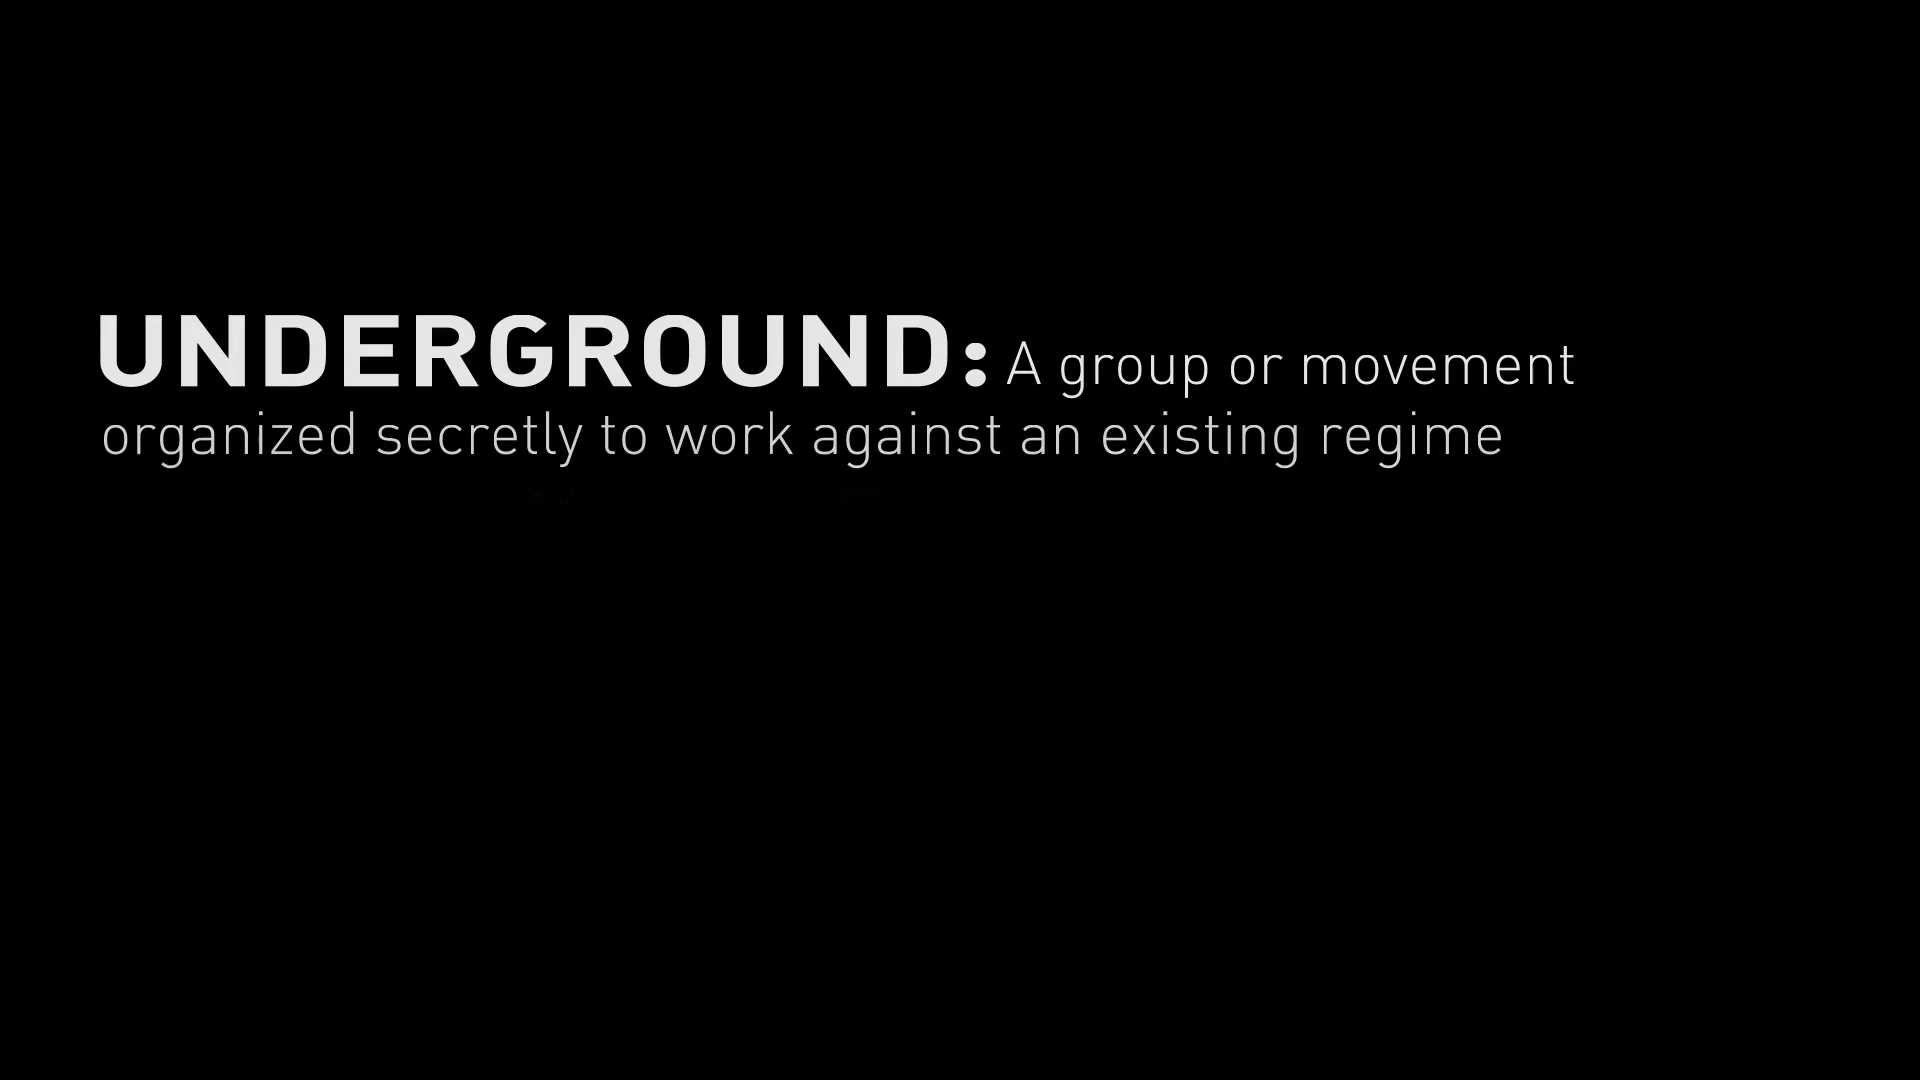 UNDERGROUND: A group or movement
organized secretly to work against an existing regime